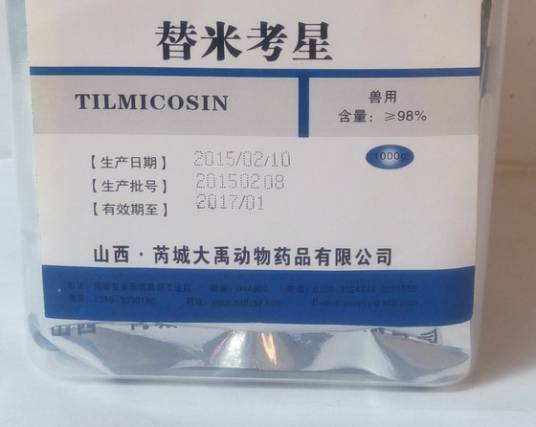 替米考星
TILMICOSIN
兽用
含量：≥98%
【生产日期】 2015/02/10
1000g
【生产批号】 20150208
【有效期至】 2017/01
山西·芮城大禹动物药品有限公司